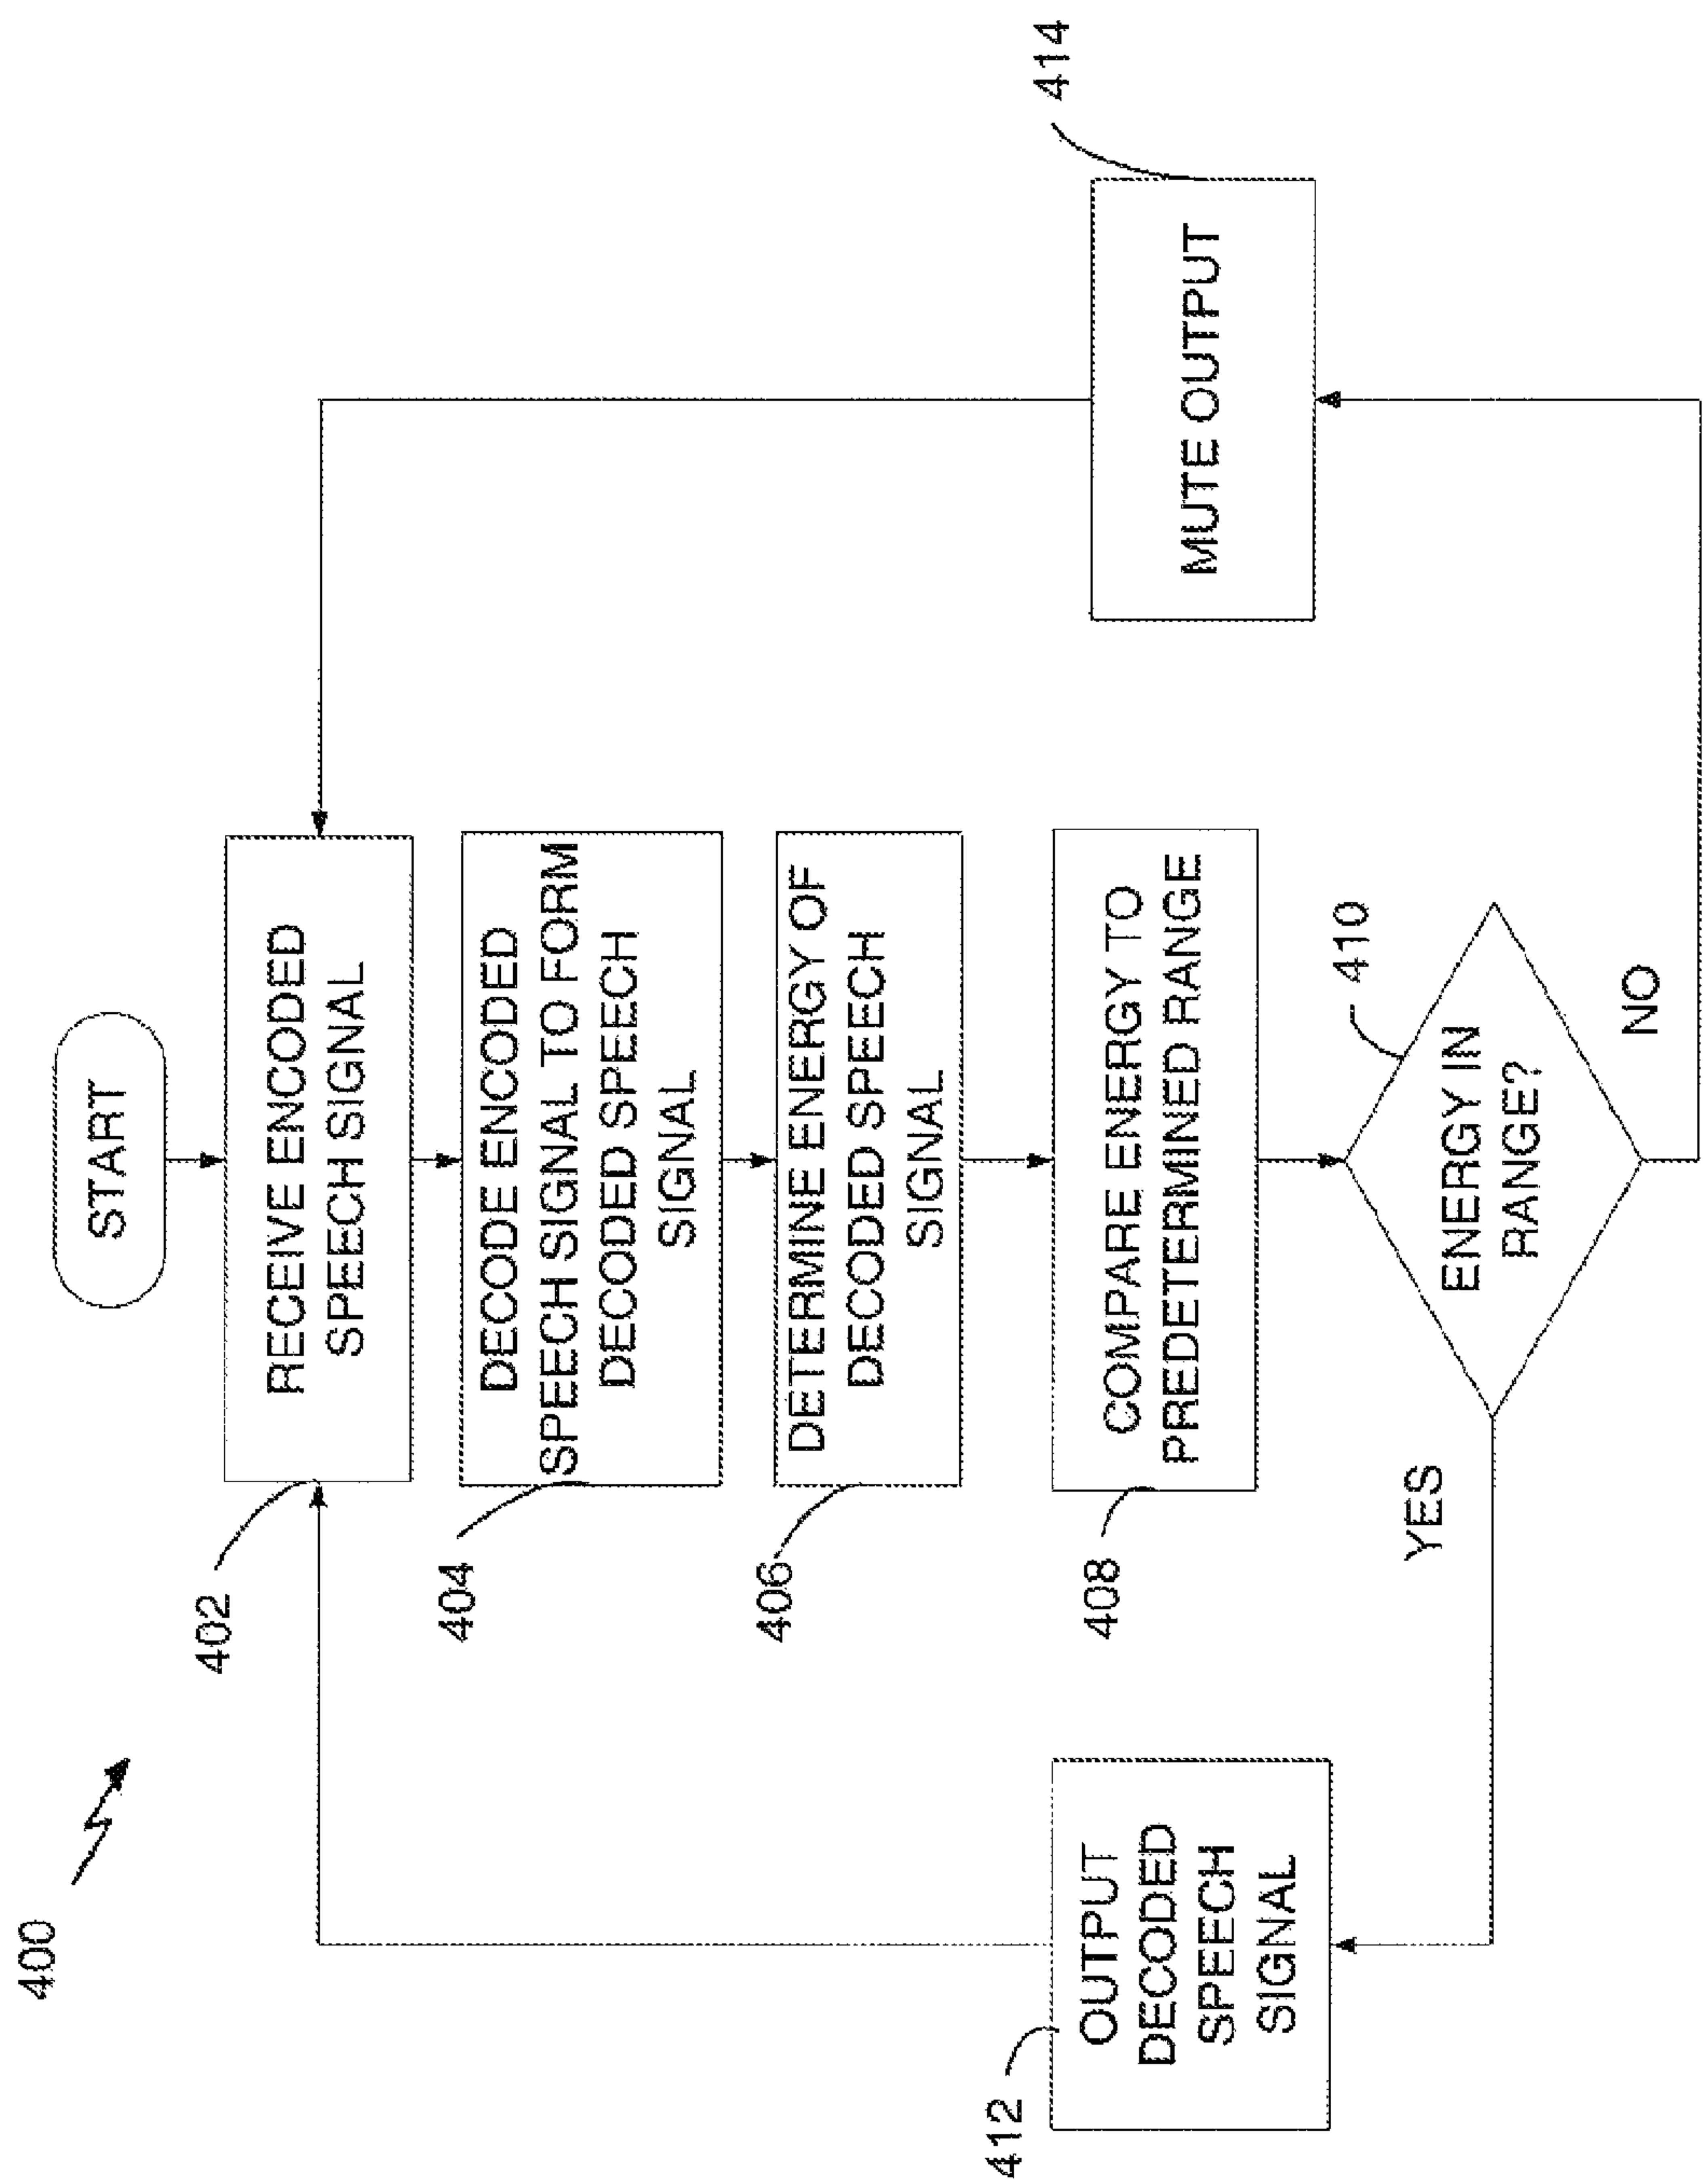 400
START
402
RECEIVE ENCODED
SPEECH SIGNAL
404
DECODE ENCODED
SPEECH SIGNAL TO FORM
DECODED SPEECH
SIGNAL
406
DETERMINE ENERGY OF
DECODED SPEECH
SIGNAL
408
COMPARE ENERGY TO
PREDETERMINED RANGE
410
ENERGY IN
RANGE?
YES
NO
412
OUTPUT
DECODED
SPEECH
SIGNAL
414
MUTE OUTPUT